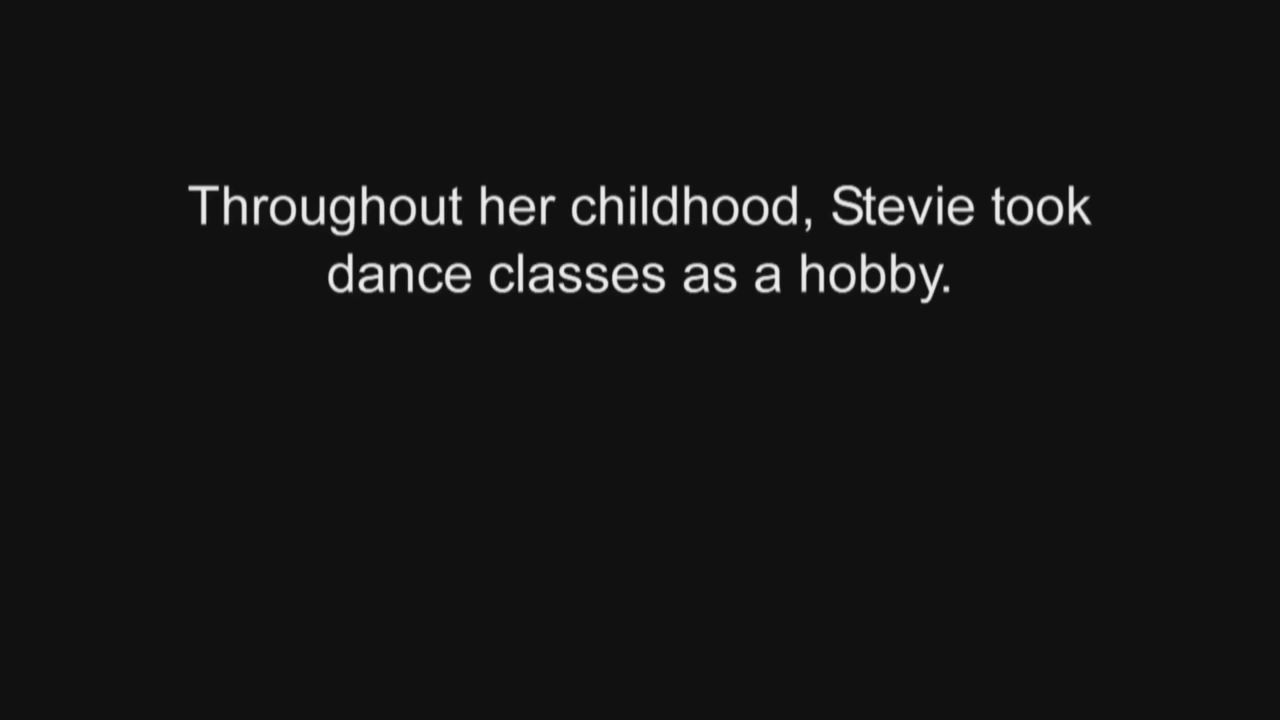 Throughout her childhood, Stevie took
dance classes as a hobby.